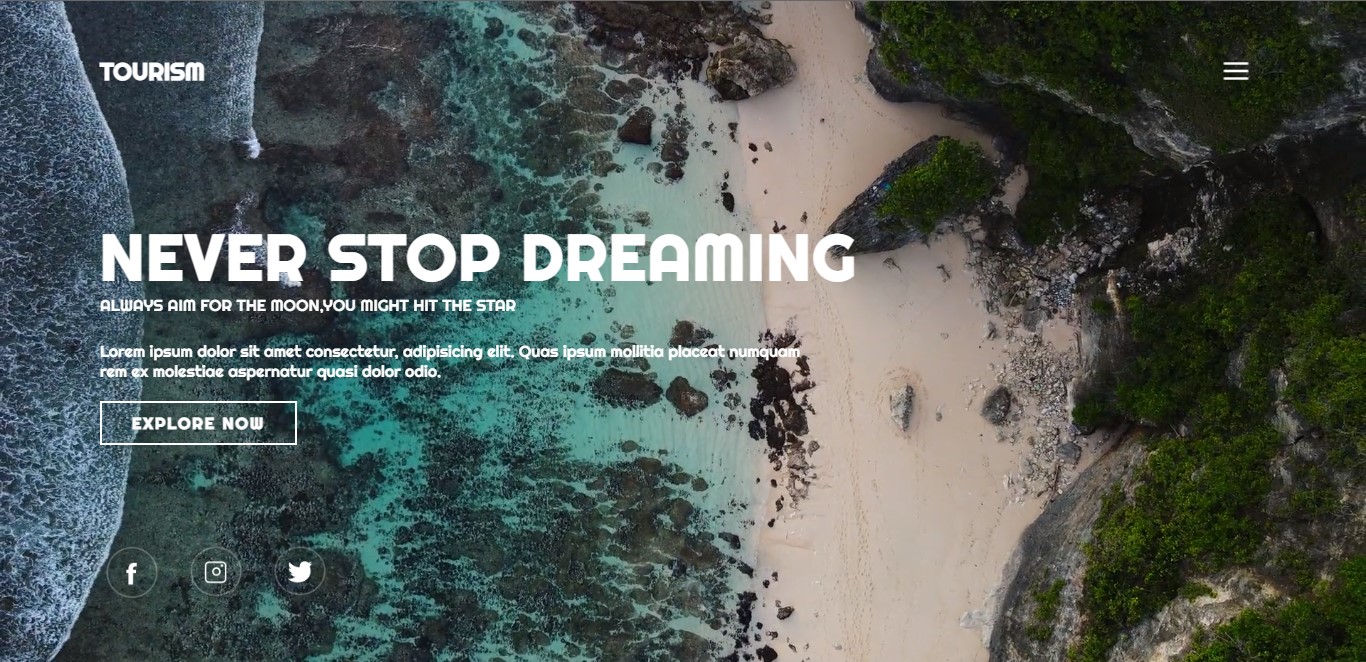 TOURISM
NEVER STOP DREAMING
ALWAYS AIM FOR THE MOON,YOU MIGHT HIT THE STAR
Lorem ipsum dolor sit amet consectetur, adipisicing elit. Quas ipsum mollitia placeat numquam
rem ex molestiae aspernatur quasi dolor odio.
EXPLORE NOW